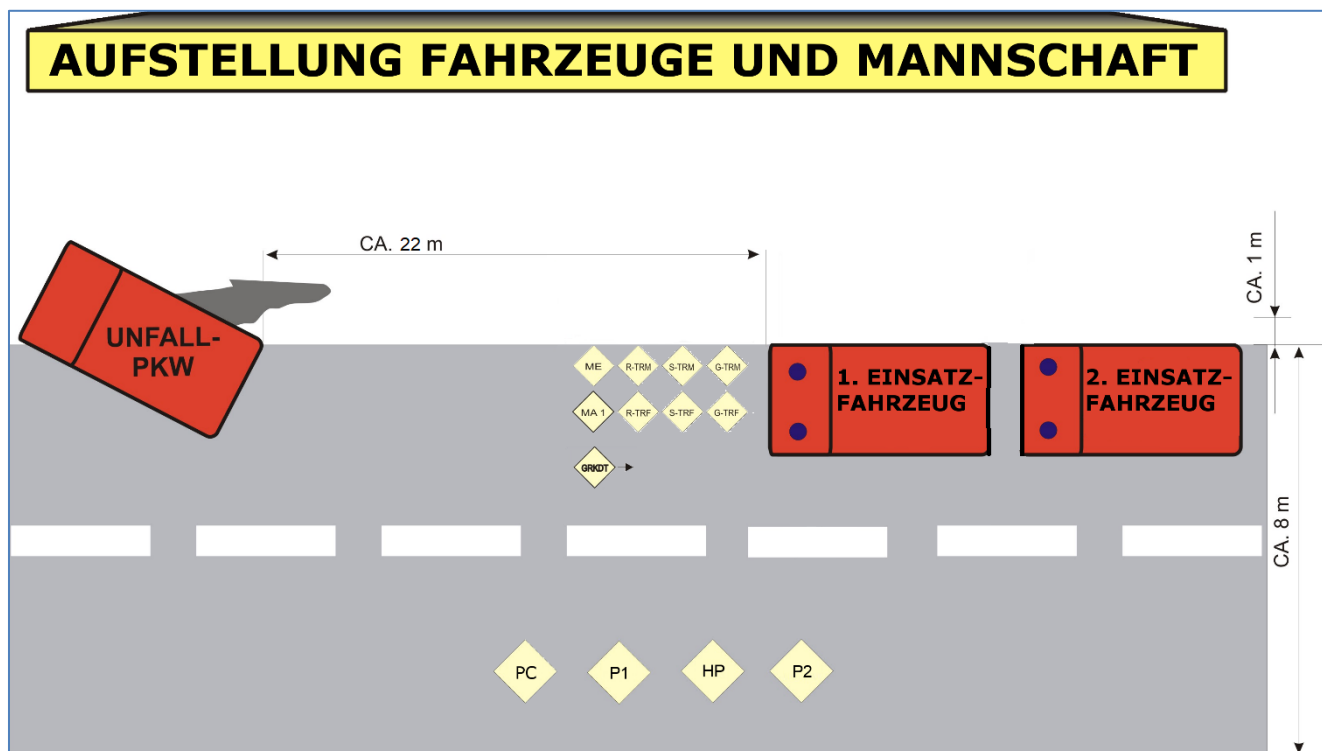 AUFSTELLUNG FAHRZEUGE UND MANNSCHAFT
CA. 22 m
CA. 1 m
UNFALL-
PKW
ME R-TRM S-TRM G-TRM
MA 1 R-TRF S-TRF G-TRF
GRKDT
1. EINSATZ-
FAHRZEUG
2. EINSATZ-
FAHRZEUG
CA. 8 m
PC P1 HP P2